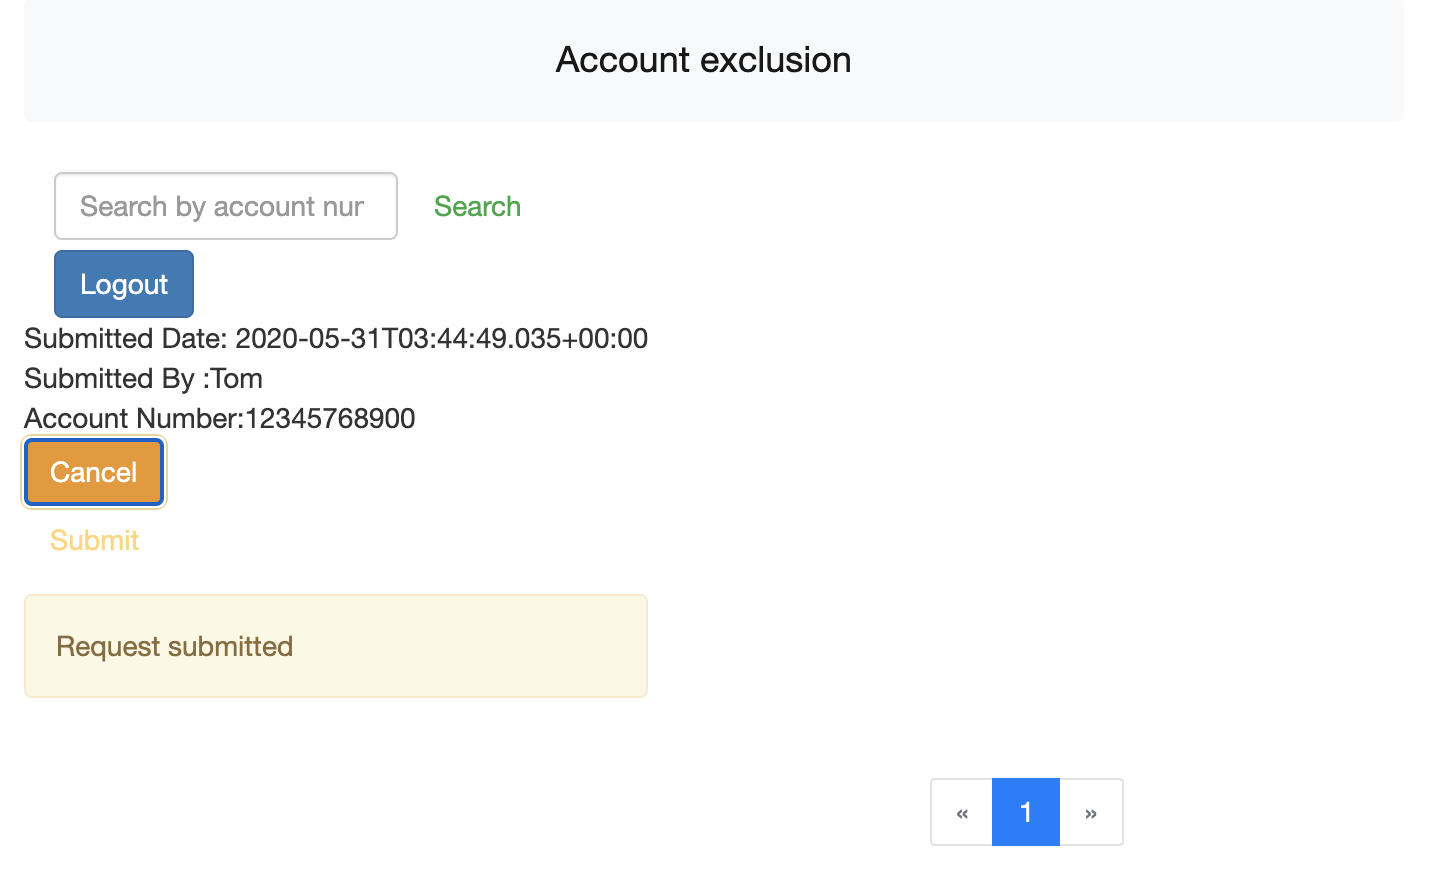 Account exclusion
Search by account nur
Search
Logout
Submitted Date: 2020-05-31T03:44:49.035+00:00
Submitted By :Tom
Account Number:12345768900
Cancel
Submit
Request submitted
« 1 »